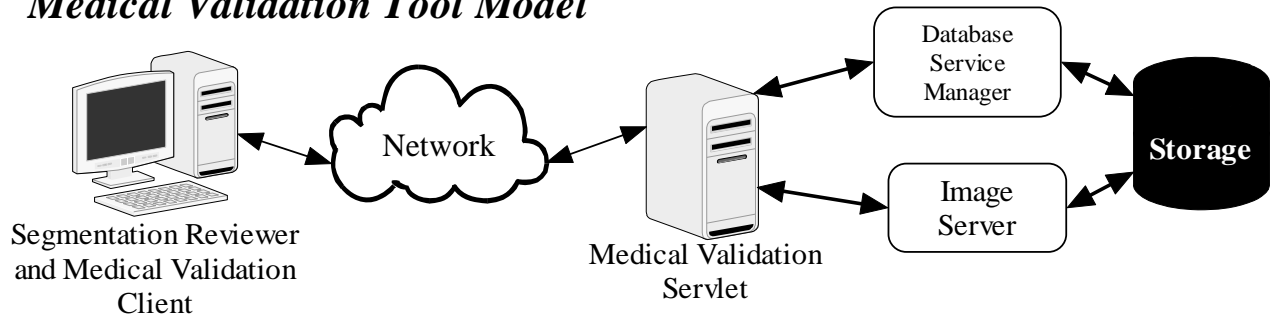 Medical Validation Tool Model
Database
Service
Manager
Network
Storage
Image
Server
Segmentation Reviewer
and Medical Validation
Client
Medical Validation
Servlet